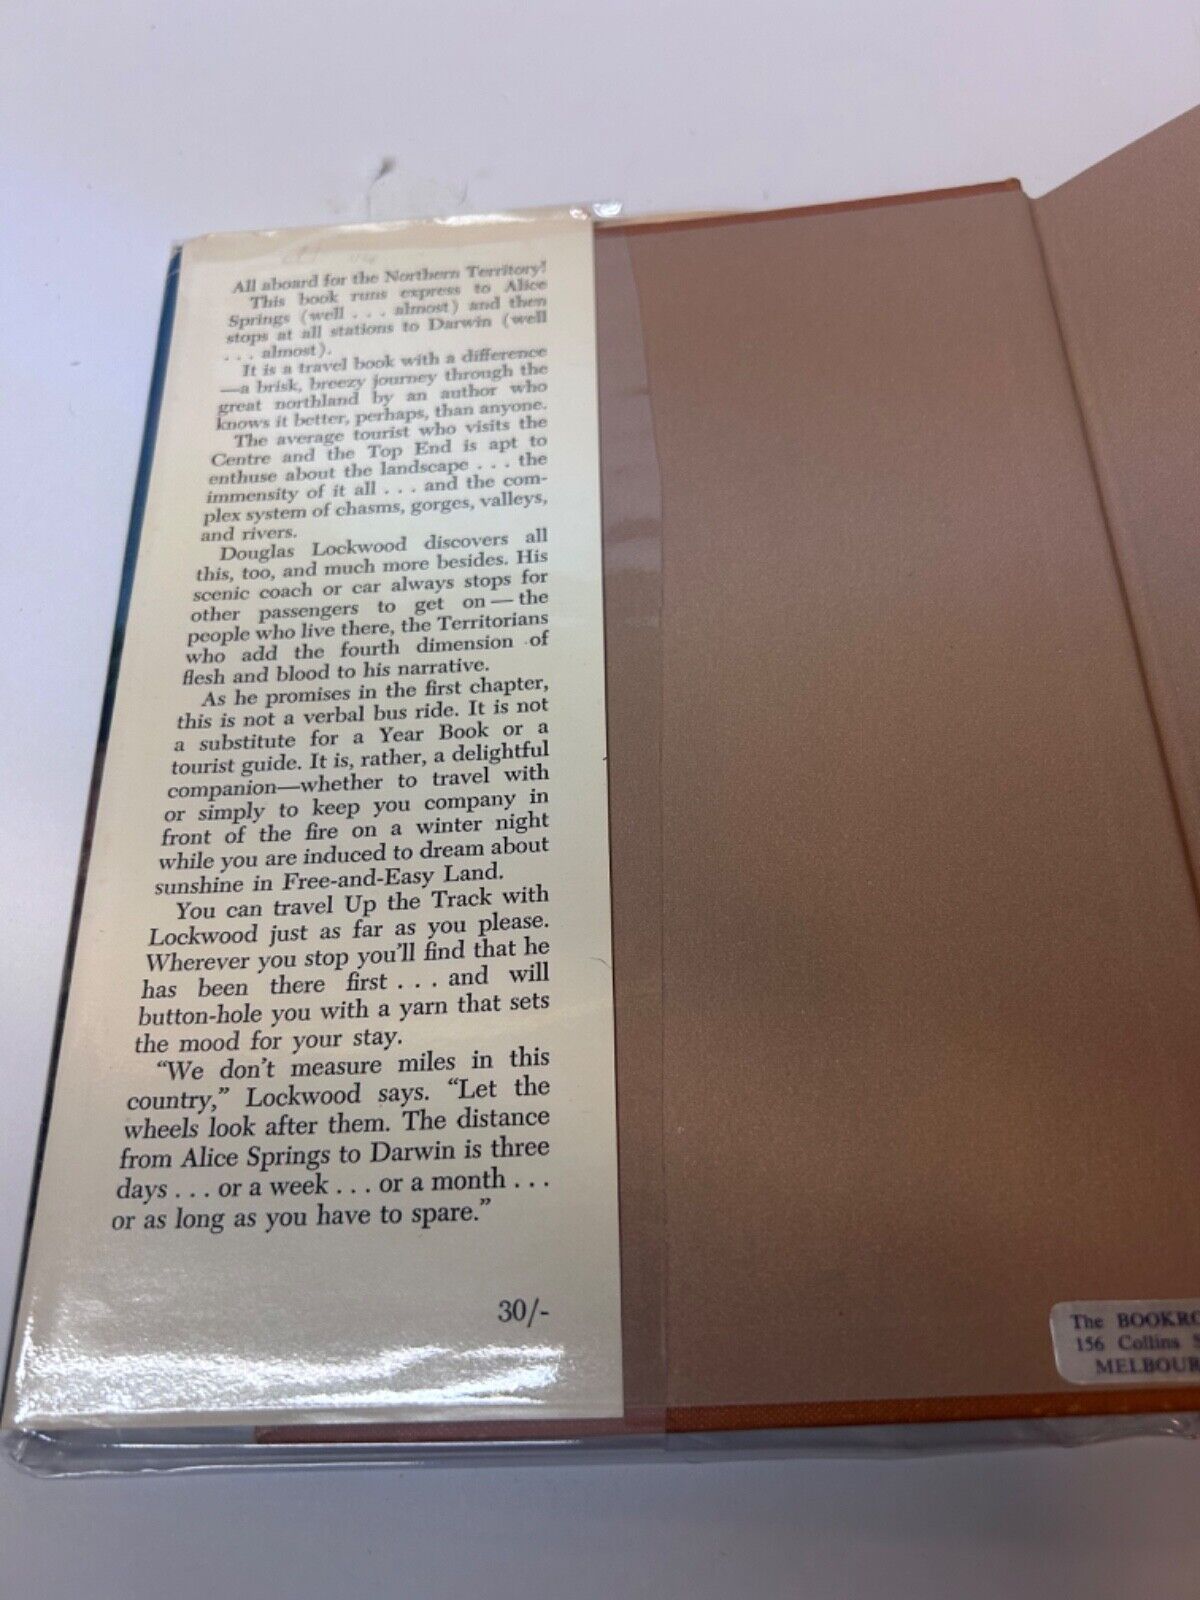 All aboard for the Northern Territory!
This book runs express to Alice
Springs (well . . . almost) and then
stops at all stations to Darwin (well
. . . almost).
It is a travel book with a difference
—a brisk, breezy journey through the
great northland by an author who
knows it better, perhaps, than anyone.
The average tourist who visits the
Centre and the Top End is apt to
enthuse about the landscape . . . the
immensity of it all . . . and the com-
plex system of chasms, gorges, valleys,
and rivers.
Douglas Lockwood discovers all
this, too, and much more besides. His
scenic coach or car always stops for
other passengers to get on — the
people who live there, the Territorians
who add the fourth dimension of
flesh and blood to his narrative.
As he promises in the first chapter,
this is not a verbal bus ride. It is not
a substitute for a Year Book or a
tourist guide. It is, rather, a delightful
companion—whether to travel with
or simply to keep you company in
front of the fire on a winter night
while you are induced to dream about
sunshine in Free-and-Easy Land.
You can travel Up the Track with
Lockwood just as far as you please.
Wherever you stop you'll find that he
has been there first . . . and will
button-hole you with a yarn that sets
the mood for your stay.
"We don't measure miles in this
country," Lockwood says. "Let the
wheels look after them. The distance
from Alice Springs to Darwin is three
days . . . or a week . . . or a month . . .
or as long as you have to spare."
30/-
The BOOKRO
156 Collins S
MELBOUR